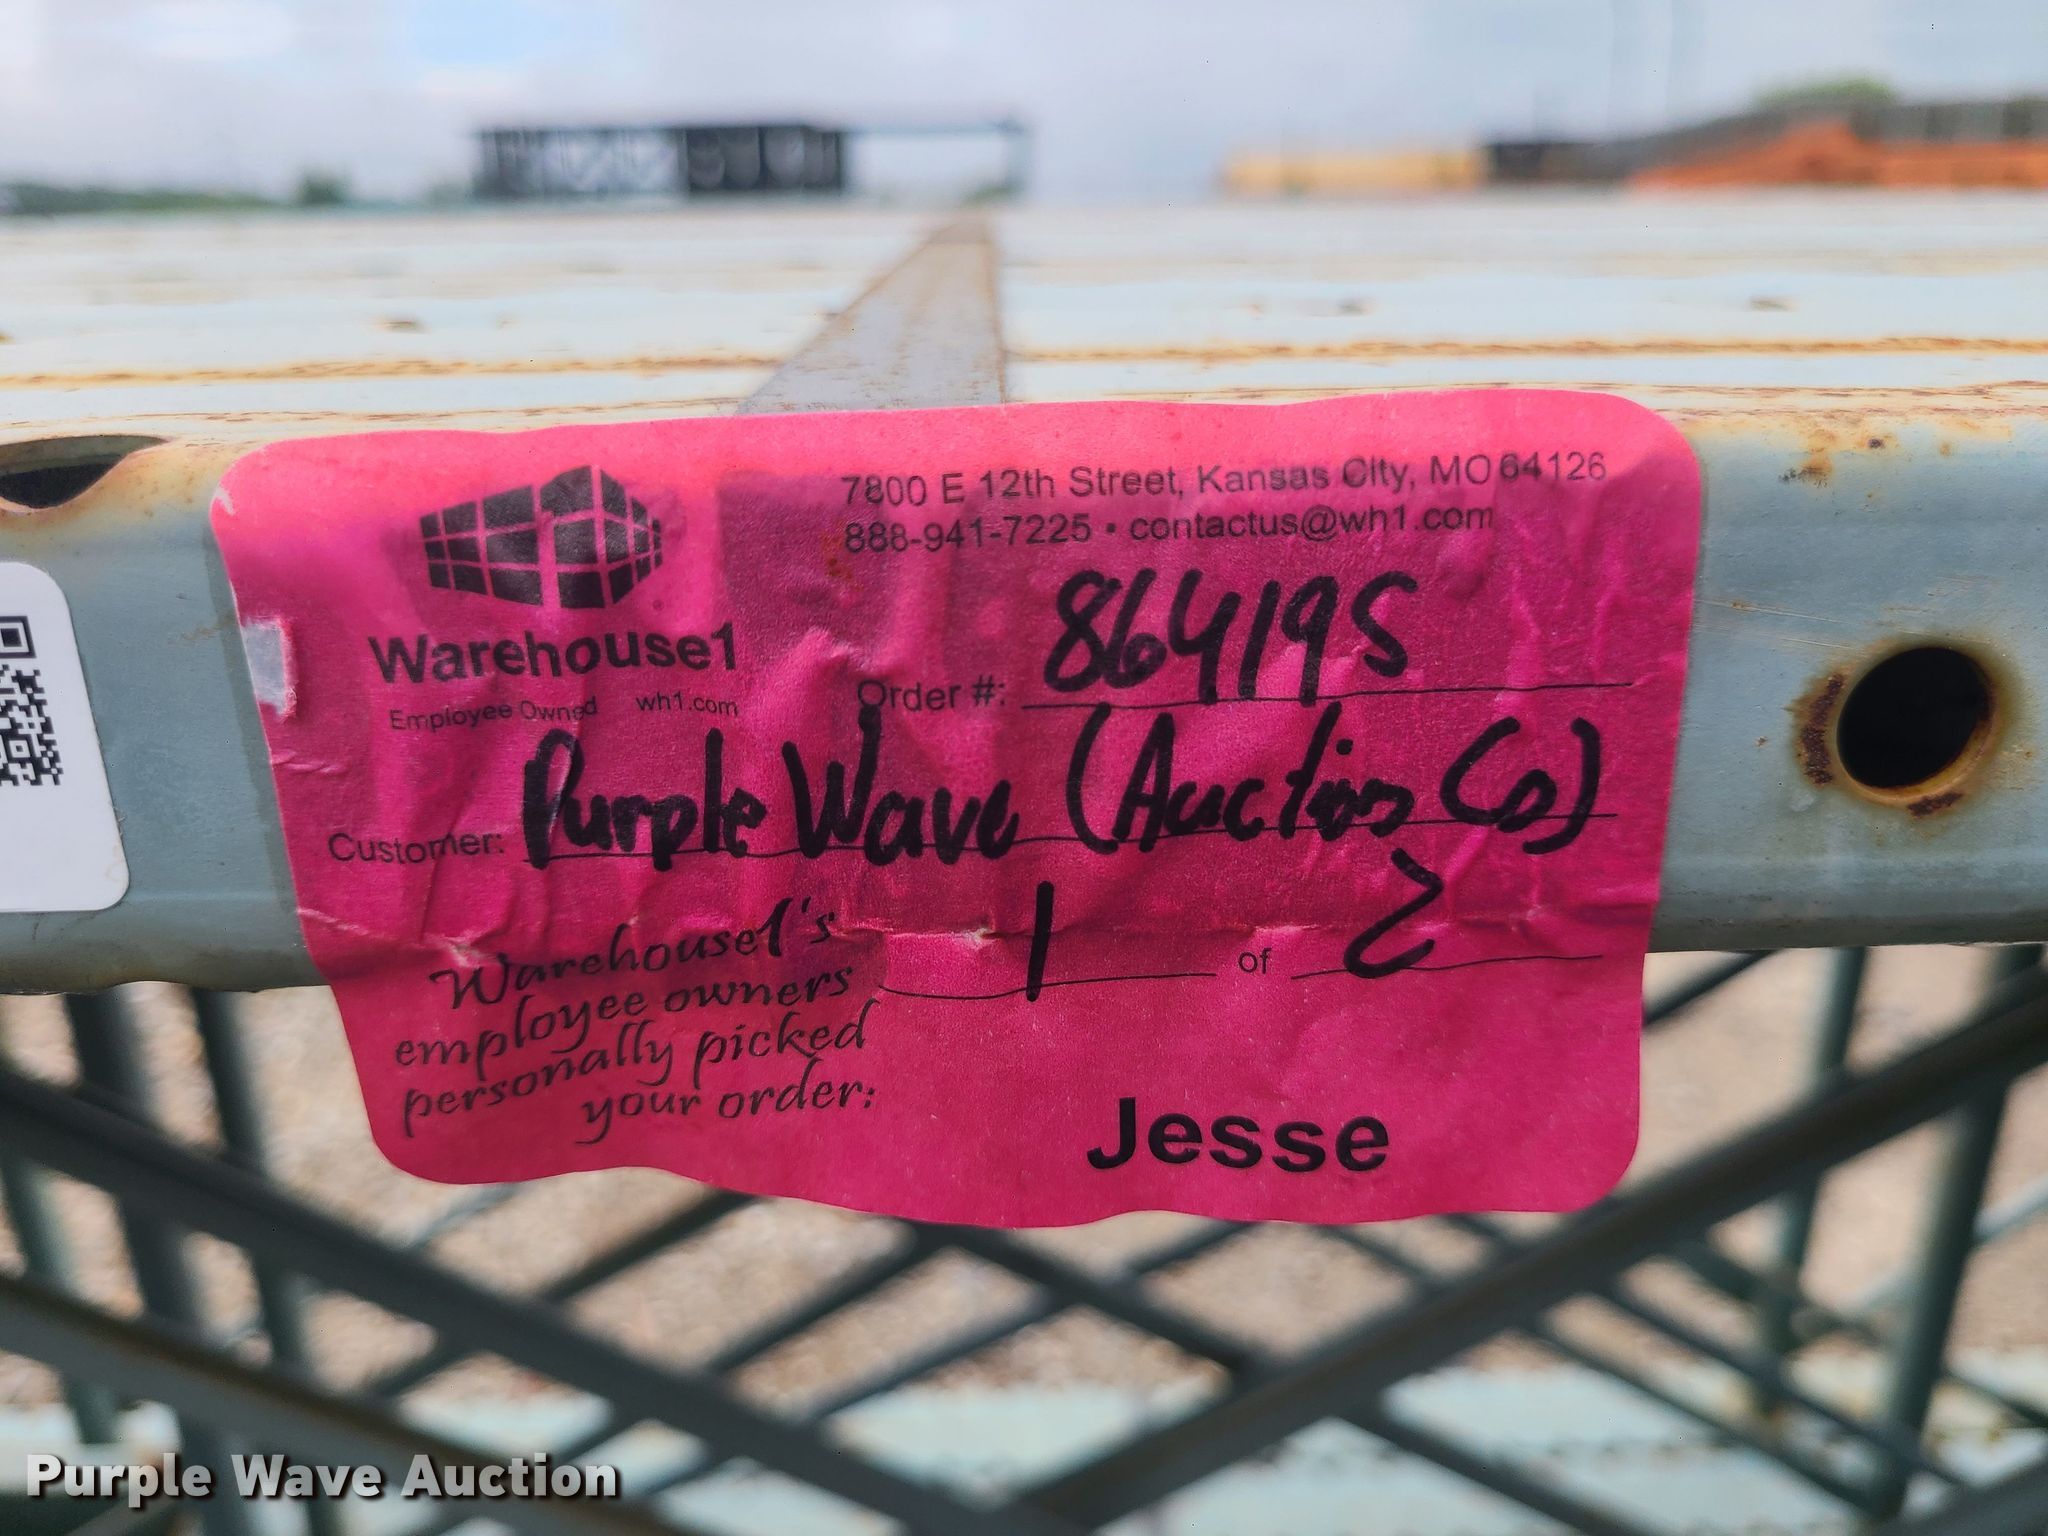 7800 E 12th Street, Kansas City, MO 64126
888-941-7225 • contactus@wh1.com
Warehouse1
Employee Owned wh1.com
Order #: 864195
Customer: Purple Wave (Auction Co)
1 of 2
Warehouse1's
employee owners
personally picked
your order:
Jesse
Purple Wave Auction